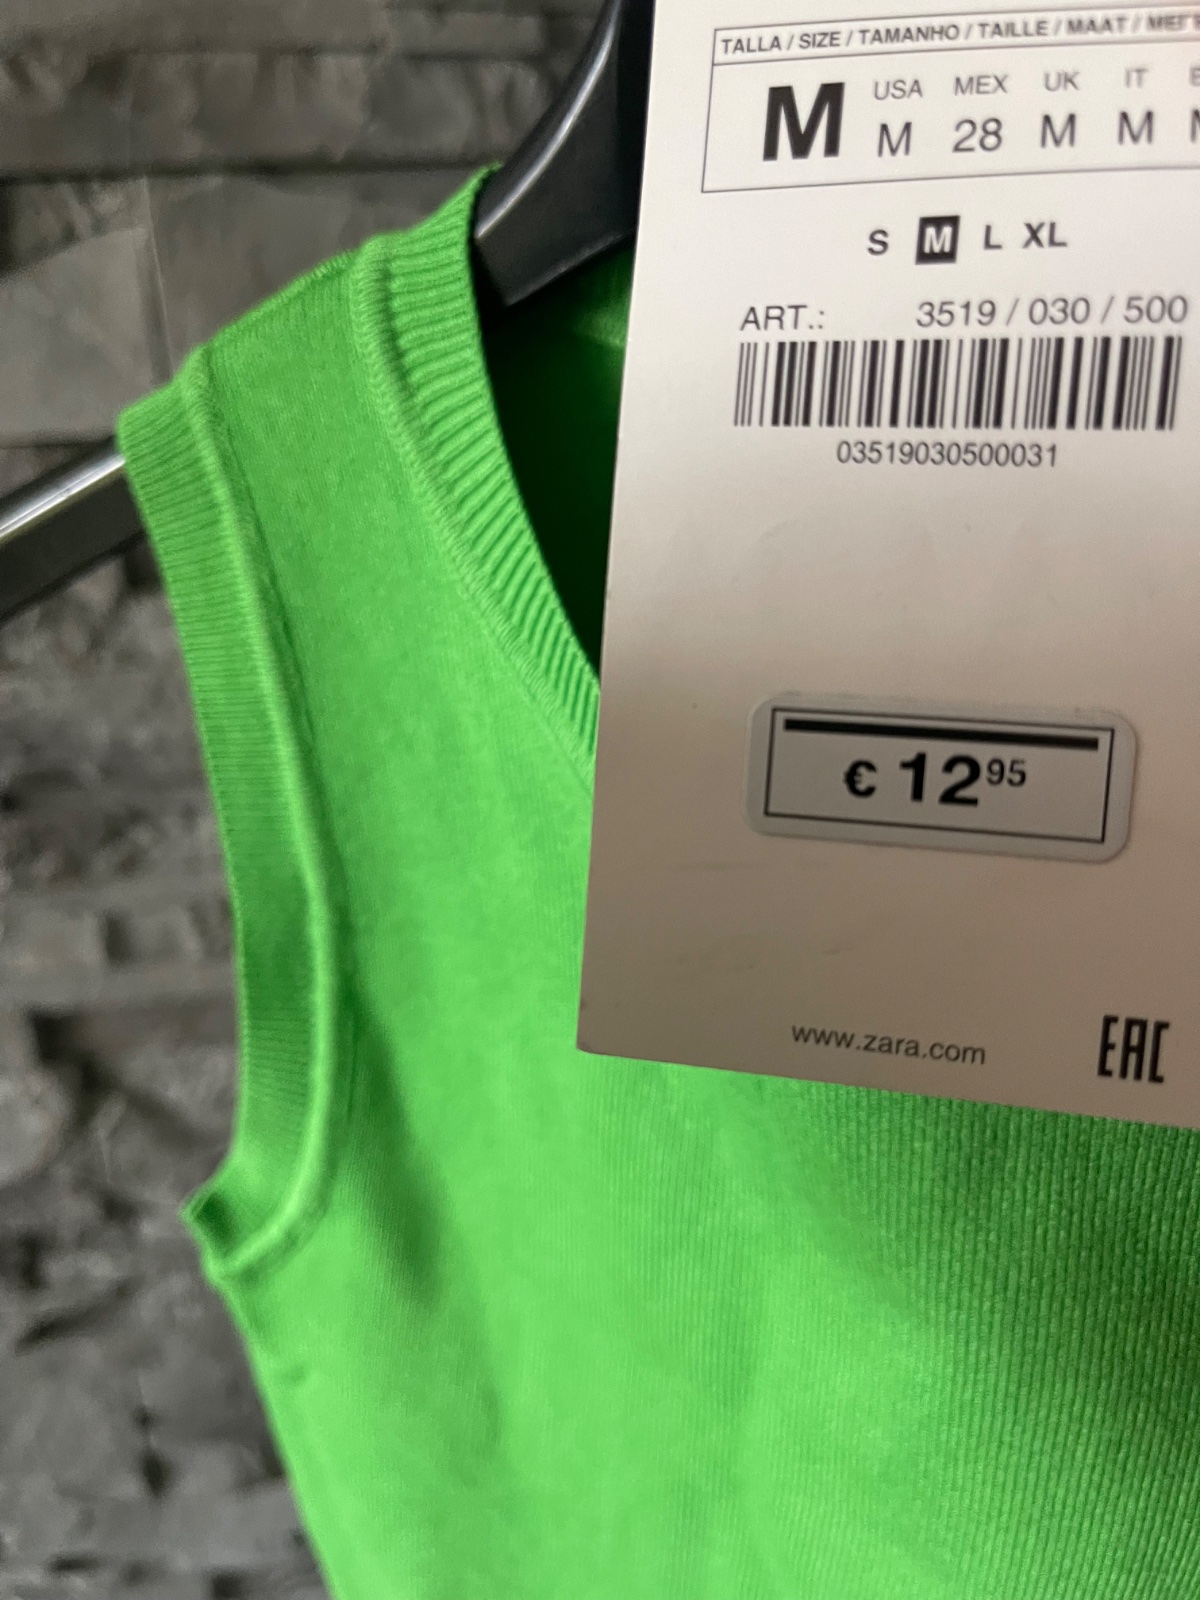 TALLA / SIZE / TAMANHO / TAILLE / MAAT /
M USA MEX UK IT
M 28 M M
S M L XL
ART.: 3519 / 030 / 500
03519030500031
€ 12 95
www.zara.com
EAC